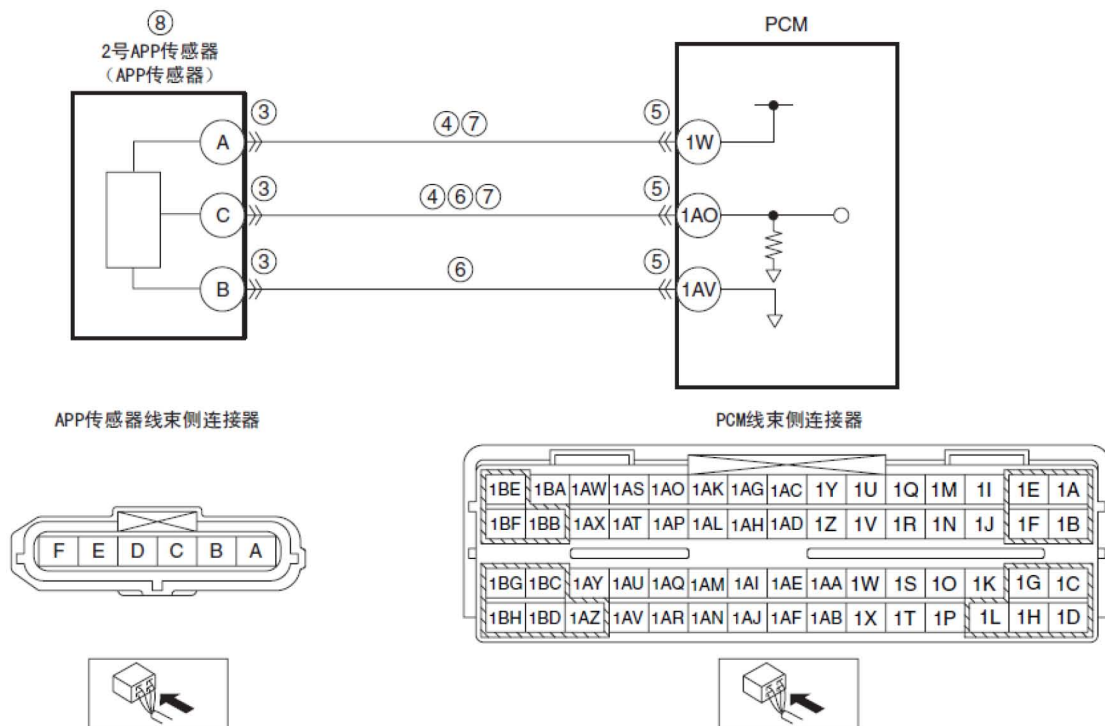 ⑧
2号APP传感器
（APP传感器）
PCM
③ ④⑦ ⑤
A 1W
③ ④⑥⑦ ⑤
C 1AO
③ ⑥ ⑤
B 1AV
APP传感器线束侧连接器
F E D C B A
PCM线束侧连接器
1BE 1BA 1AW 1AS 1AO 1AK 1AG 1AC 1Y 1U 1Q 1M 1I 1E 1A
1BF 1BB 1AX 1AT 1AP 1AL 1AH 1AD 1Z 1V 1R 1N 1J 1F 1B
1BG 1BC 1AY 1AU 1AQ 1AM 1AI 1AE 1AA 1W 1S 1O 1K 1G 1C
1BH 1BD 1AZ 1AV 1AR 1AN 1AJ 1AF 1AB 1X 1T 1P 1L 1H 1D